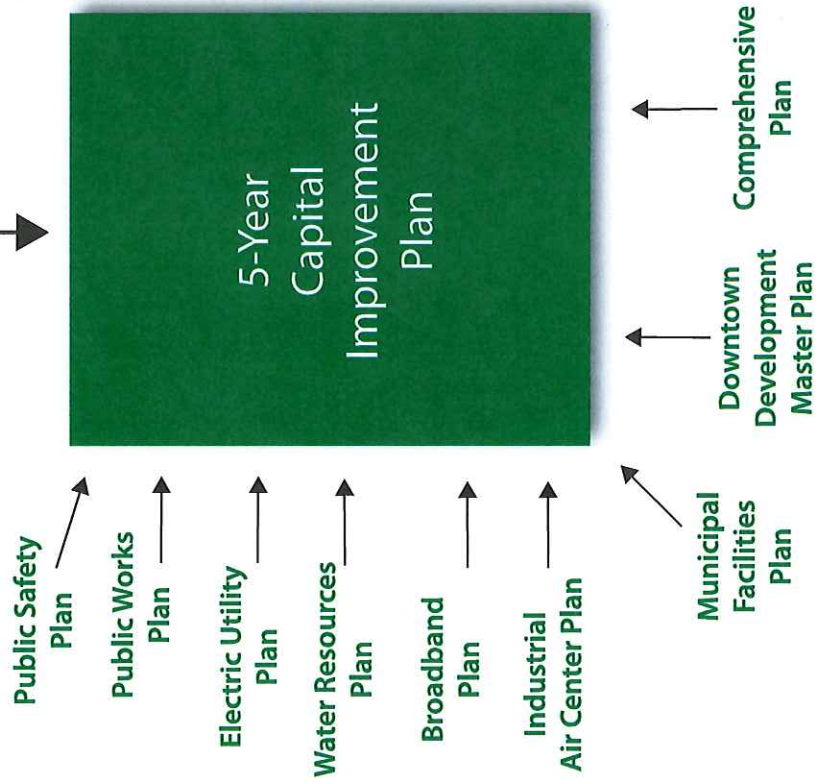 5-Year
Capital
Improvement
Plan
Public Safety
Plan
Public Works
Plan
Electric Utility
Plan
Water Resources
Plan
Broadband
Plan
Industrial
Air Center Plan
Municipal
Facilities
Plan
Downtown
Development
Master Plan
Comprehensive
Plan